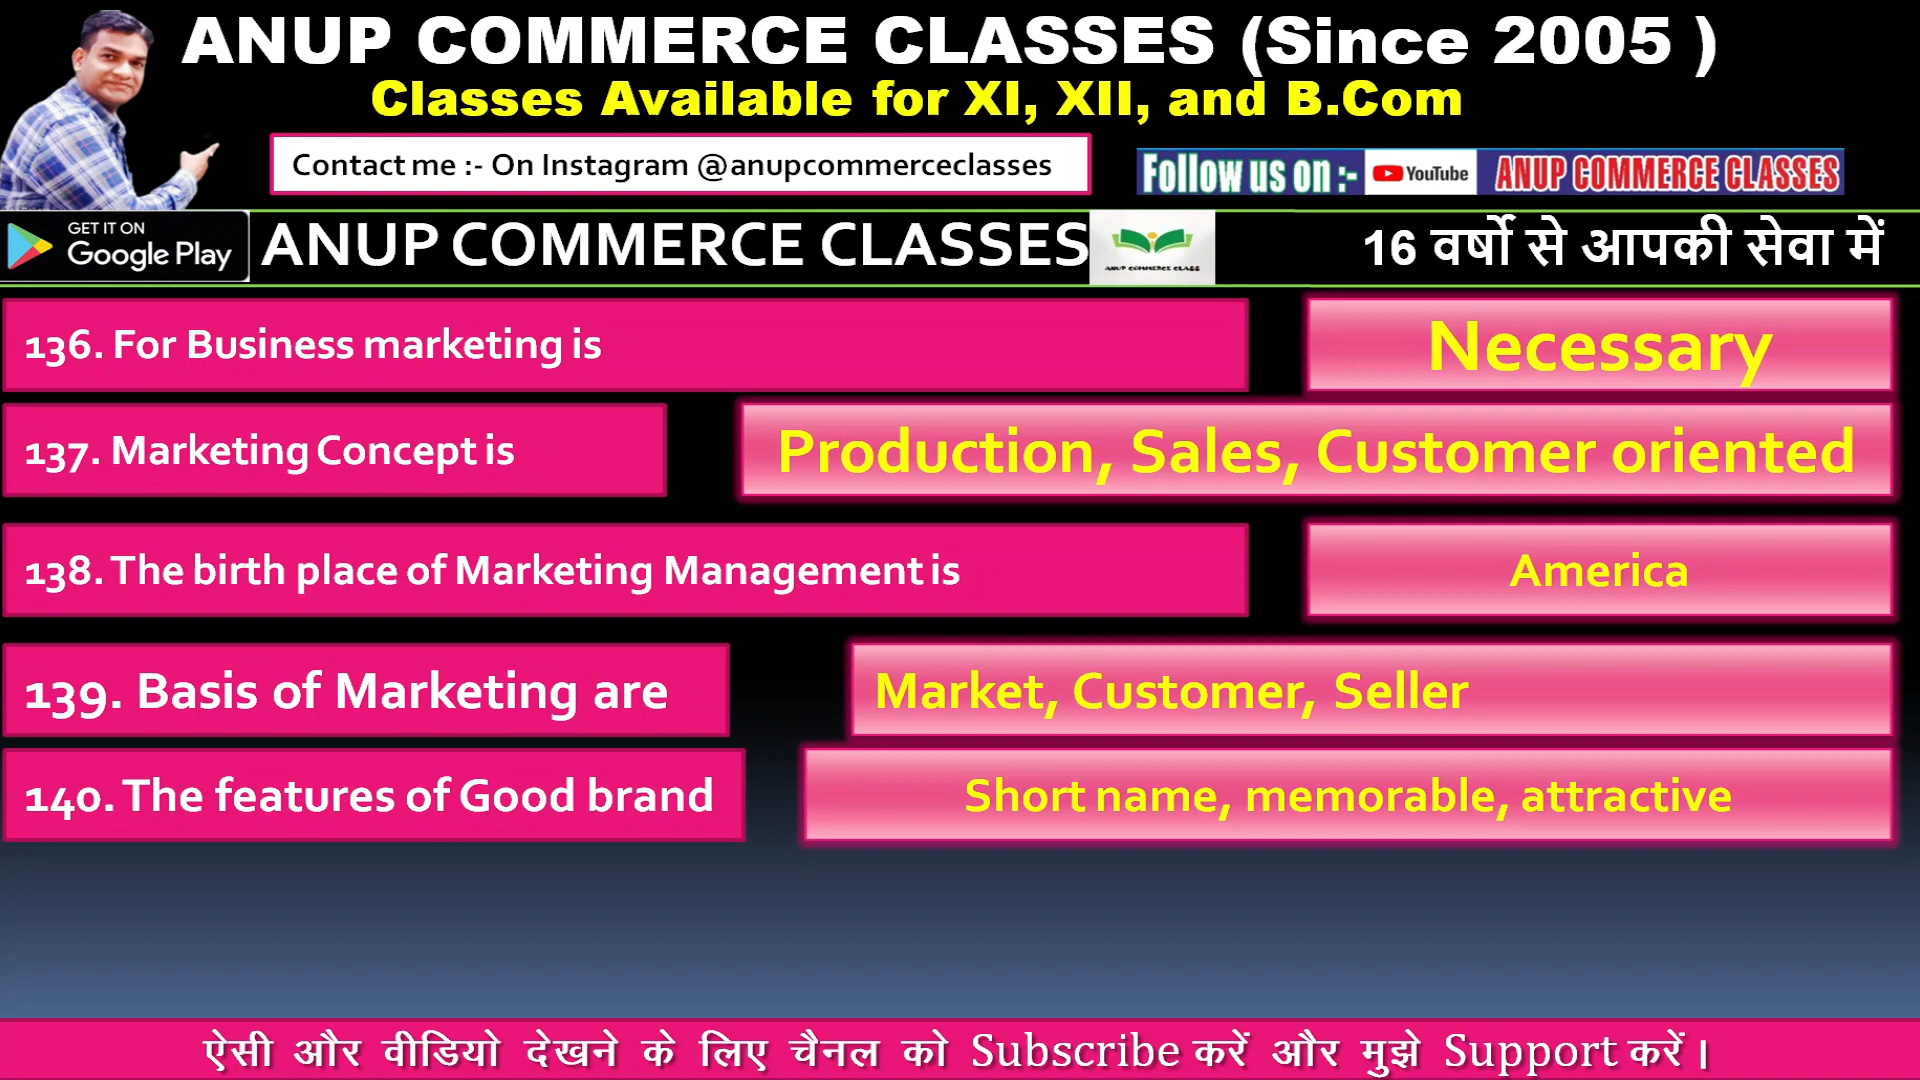 ANUP COMMERCE CLASSES (Since 2005 )
Classes Available for XI, XII, and B.Com
Contact me :- On Instagram @anupcommerceclasses
Follow us on :- YouTube ANUP COMMERCE CLASSES
GET IT ON
Google Play
ANUP COMMERCE CLASSES
ANUP COMMERCE CLASS
16 वर्षो से आपकी सेवा में
136. For Business marketing is
Necessary
137. Marketing Concept is
Production, Sales, Customer oriented
138. The birth place of Marketing Management is
America
139. Basis of Marketing are
Market, Customer, Seller
140. The features of Good brand
Short name, memorable, attractive
ऐसी और वीडियो देखने के लिए चैनल को Subscribe करें और मुझे Support करें ।